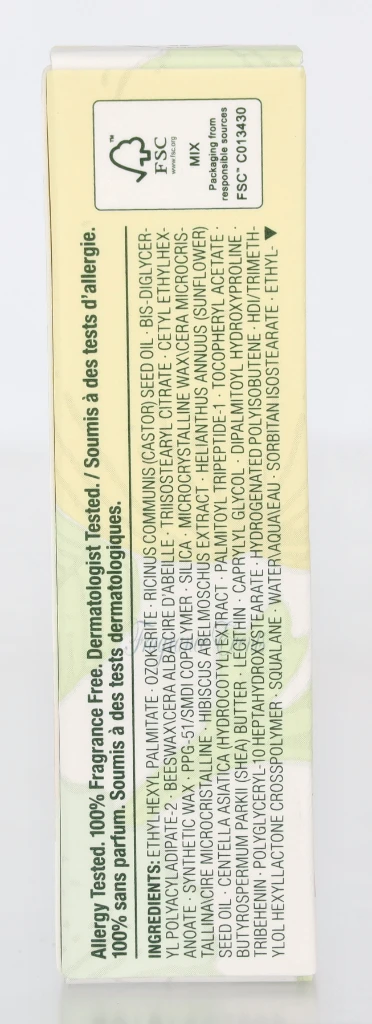 Allergy Tested. 100% Fragrance Free. Dermatologist Tested. / Soumis à des tests d'allergie.
100% sans parfum. Soumis à des tests dermatologiques.
INGREDIENTS: ETHYLHEXYL PALMITATE · OZOKERITE · RICINUS COMMUNIS (CASTOR) SEED OIL · BIS-DIGLYCER-
YL POLYACYLADIPATE-2 · BEESWAX\CERA ALBA\CIRE D'ABEILLE · TRIISOSTEARYL CITRATE · CETYL ETHYLHEX-
ANOATE · SYNTHETIC WAX · PPG-51/SMDI COPOLYMER · SILICA · MICROCRYSTALLINE WAX\CERA MICROCRIS-
TALLINA\CIRE MICROCRISTALLINE · HIBISCUS ABELMOSCHUS EXTRACT · HELIANTHUS ANNUUS (SUNFLOWER)
SEED OIL · CENTELLA ASIATICA (HYDROCOTYL) EXTRACT · PALMITOYL TRIPEPTIDE-1 · TOCOPHERYL ACETATE ·
BUTYROSPERMUM PARKII (SHEA) BUTTER · LECITHIN · CAPRYLYL GLYCOL · DIPALMITOYL HYDROXYPROLINE ·
TRIBEHENIN · POLYGLYCERYL-10 HEPTAHYDROXYSTEARATE · HYDROGENATED POLYISOBUTENE · HDI/TRIMETH-
YLOL HEXYLLACTONE CROSSPOLYMER · SQUALANE · WATER\AQUA\EAU · SORBITAN ISOSTEARATE · ETHYL- ▼
FSC™
www.fsc.org
MIX
Packaging from
responsible sources
FSC™ C013430